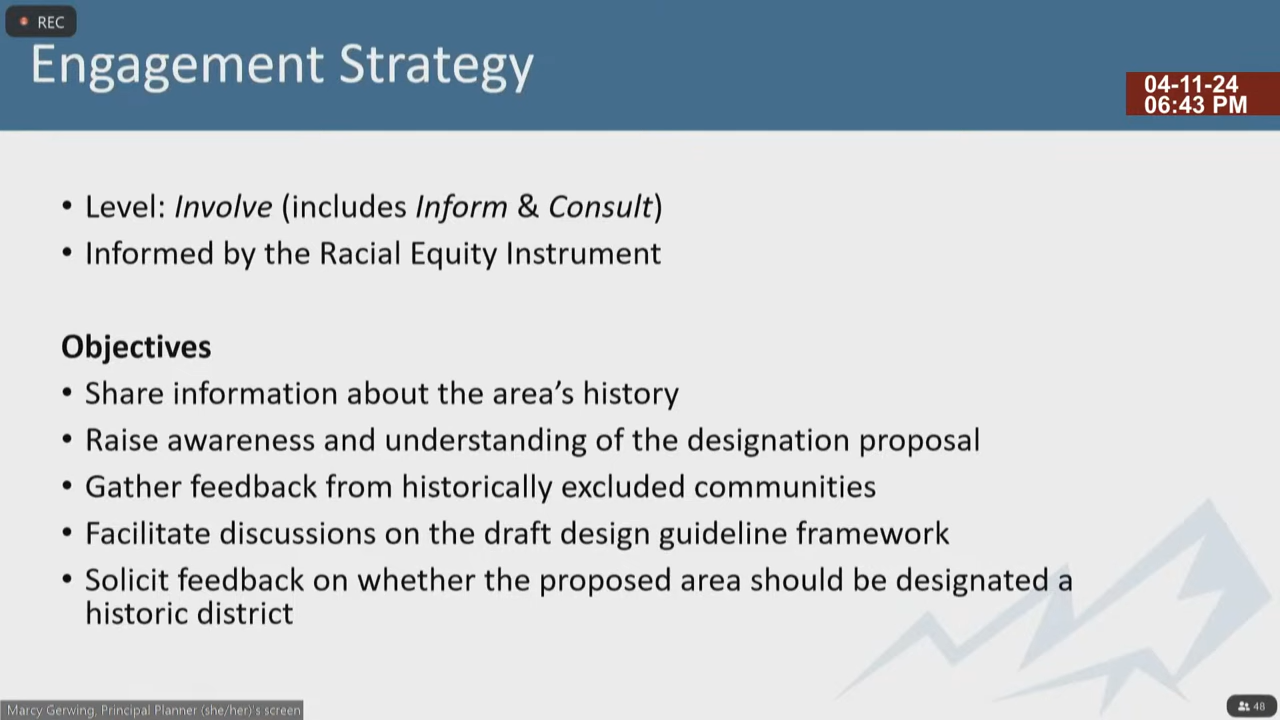 REC
Engagement Strategy
04-11-24
06:43 PM
• Level: Involve (includes Inform & Consult)
• Informed by the Racial Equity Instrument
Objectives
• Share information about the area's history
• Raise awareness and understanding of the designation proposal
• Gather feedback from historically excluded communities
• Facilitate discussions on the draft design guideline framework
• Solicit feedback on whether the proposed area should be designated a
historic district
Marcy Gerwing, Principal Planner (she/her)'s screen
48